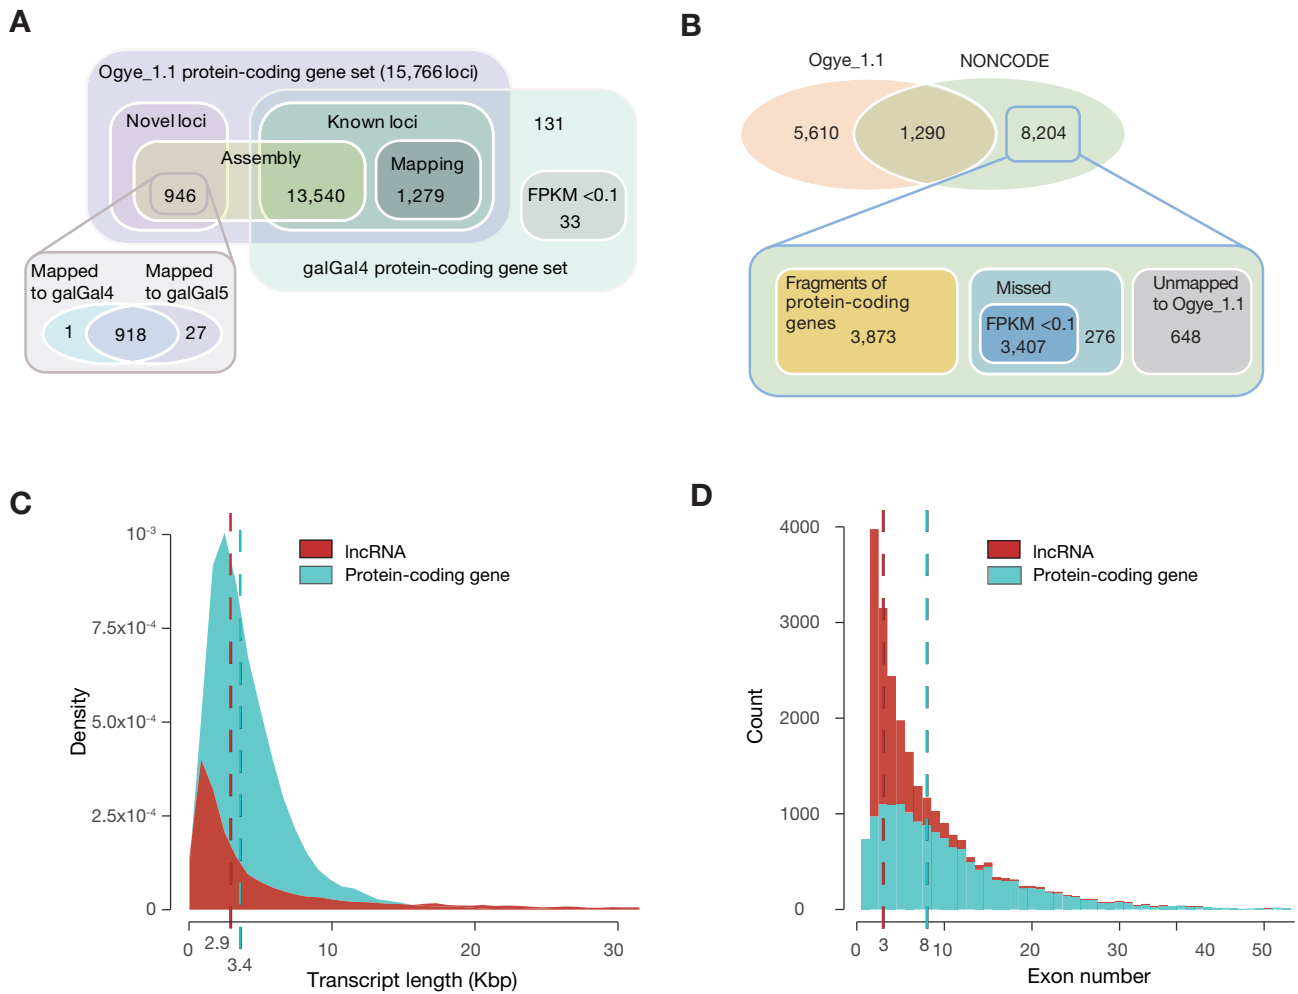 A
Ogye_1.1 protein-coding gene set (15,766 loci)
Novel loci
Known loci
131
Assembly
Mapping
946
13,540
1,279
FPKM <0.1
33
galGal4 protein-coding gene set
Mapped
to galGal4
Mapped
to galGal5
1
918
27
B
Ogye_1.1
NONCODE
5,610
1,290
8,204
Fragments of
protein-coding
genes
3,873
Missed
FPKM <0.1
3,407
276
Unmapped
to Ogye_1.1
648
C
10-3
7.5x10-4
5.0x10-4
2.5x10-4
0
Density
lncRNA
Protein-coding gene
0
2.9
3.4
10
20
30
Transcript length (Kbp)
D
4000
3000
2000
1000
0
Count
lncRNA
Protein-coding gene
0
3
8
10
20
30
40
50
Exon number